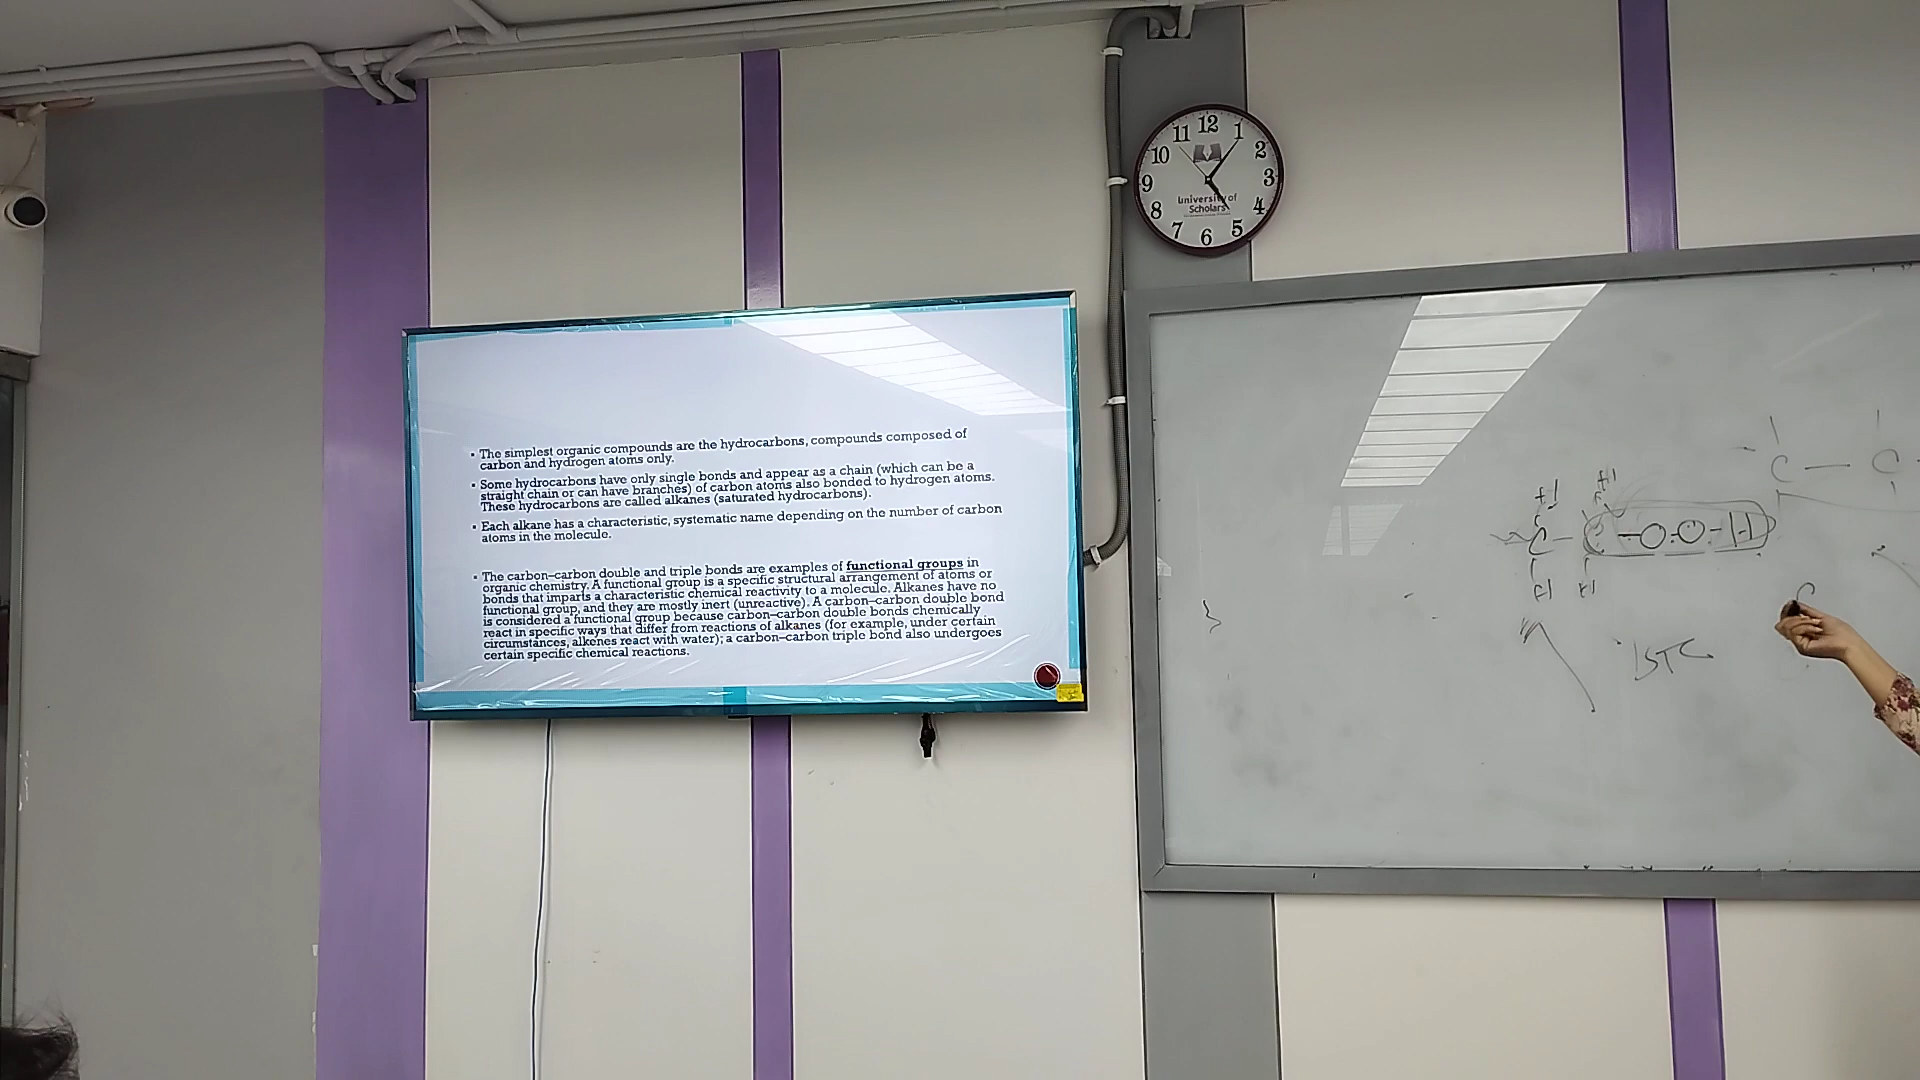 11 12 1
10 2
9 3
8 4
7 6 5
University of
Scholars
▪ The simplest organic compounds are the hydrocarbons, compounds composed of
carbon and hydrogen atoms only.
▪ Some hydrocarbons have only single bonds and appear as a chain (which can be a
straight chain or can have branches) of carbon atoms also bonded to hydrogen atoms.
These hydrocarbons are called alkanes (saturated hydrocarbons).
▪ Each alkane has a characteristic, systematic name depending on the number of carbon
atoms in the molecule.
▪ The carbon–carbon double and triple bonds are examples of functional groups in
organic chemistry. A functional group is a specific structural arrangement of atoms or
bonds that imparts a characteristic chemical reactivity to a molecule. Alkanes have no
functional group, and they are mostly inert (unreactive). A carbon–carbon double bond
is considered a functional group because carbon–carbon double bonds chemically
react in specific ways that differ from reactions of alkanes (for example, under certain
circumstances, alkenes react with water); a carbon–carbon triple bond also undergoes
certain specific chemical reactions.
C — C
H H
C - C - O O - H
H H
C